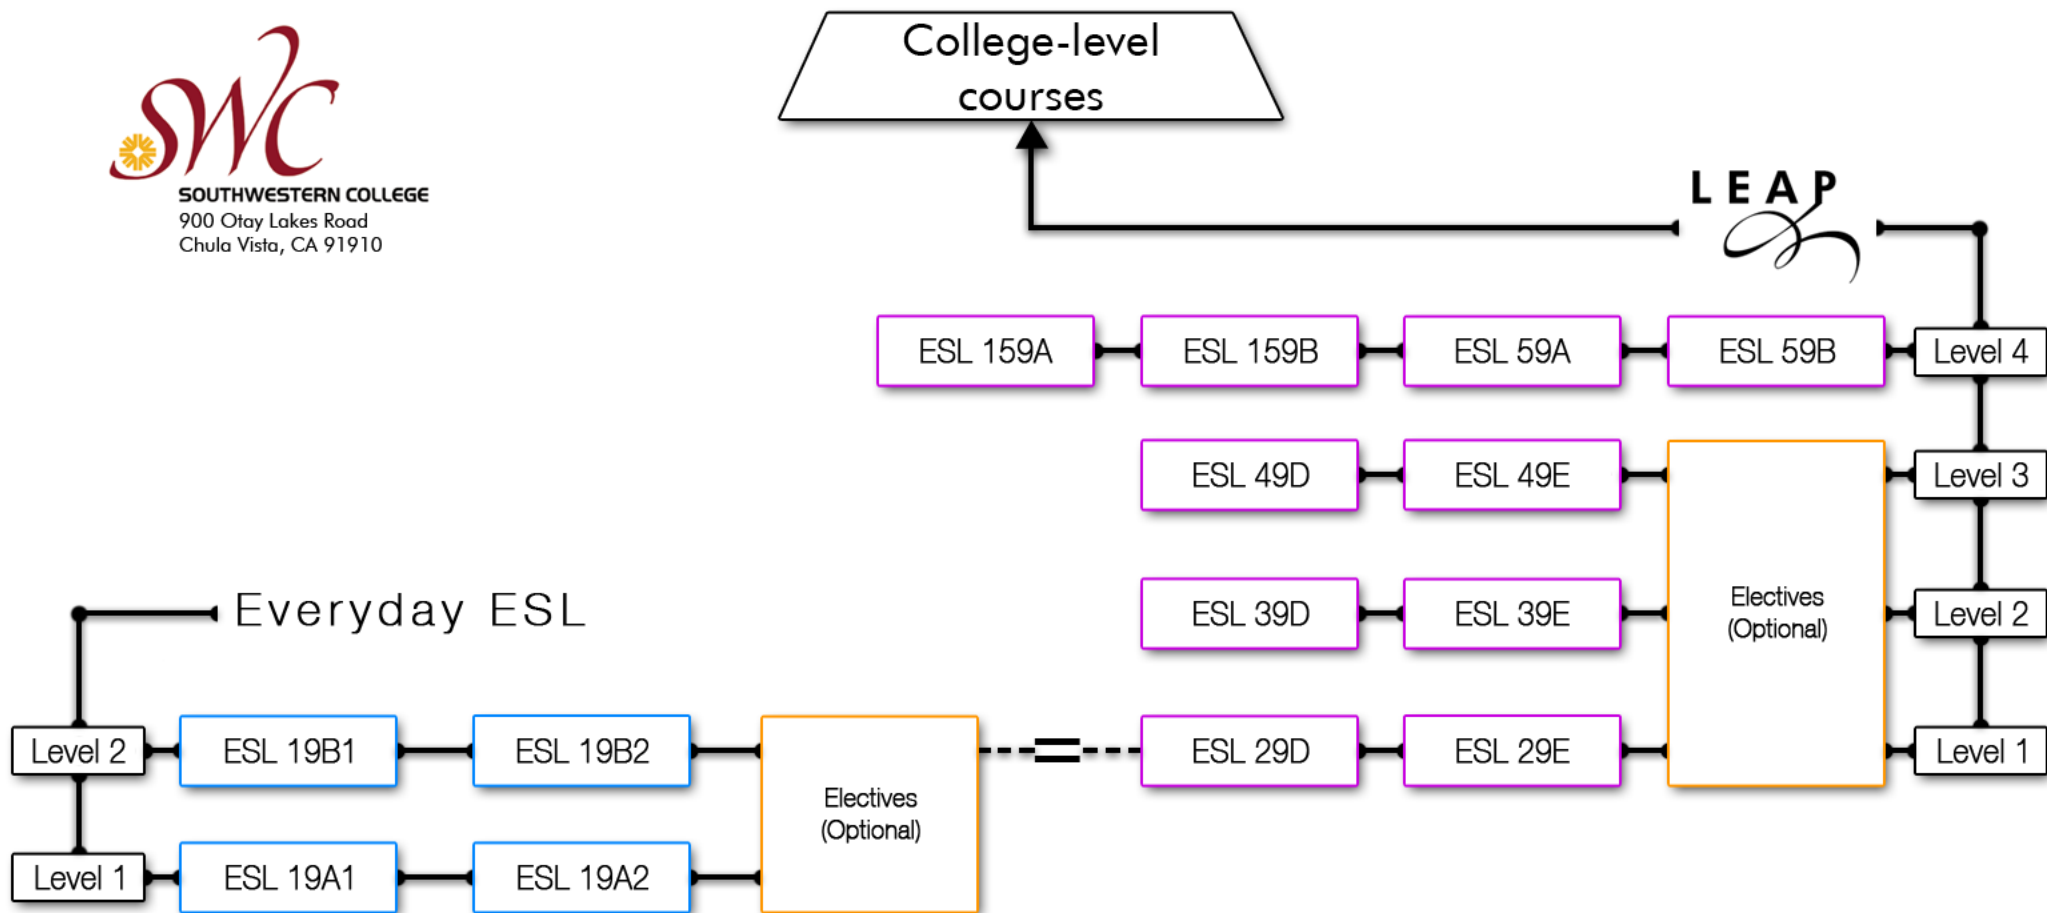 College-level
courses
SWC
SOUTHWESTERN COLLEGE
900 Otay Lakes Road
Chula Vista, CA 91910
LEAP
ESL 159A
ESL 159B
ESL 59A
ESL 59B
Level 4
ESL 49D
ESL 49E
Level 3
Everyday ESL
ESL 39D
ESL 39E
Electives
(Optional)
Level 2
Level 2
ESL 19B1
ESL 19B2
Electives
(Optional)
ESL 29D
ESL 29E
Level 1
Level 1
ESL 19A1
ESL 19A2